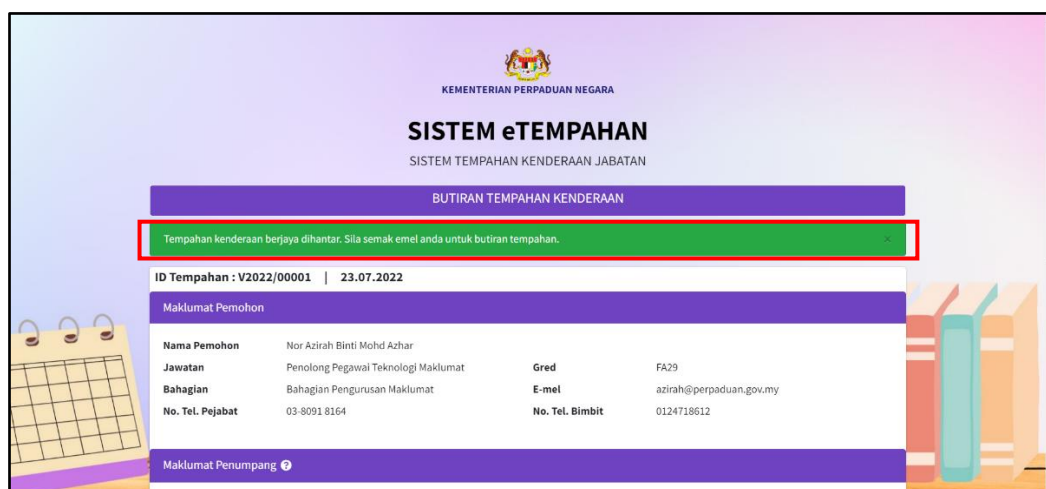 KEMENTERIAN PERPADUAN NEGARA
SISTEM eTEMPAHAN
SISTEM TEMPAHAN KENDERAAN JABATAN
BUTIRAN TEMPAHAN KENDERAAN
Tempahan kenderaan berjaya dihantar. Sila semak emel anda untuk butiran tempahan. ×
ID Tempahan : V2022/00001 | 23.07.2022
Maklumat Pemohon
Nama Pemohon Nor Azirah Binti Mohd Azhar
Jawatan Penolong Pegawai Teknologi Maklumat Gred FA29
Bahagian Bahagian Pengurusan Maklumat E-mel azirah@perpaduan.gov.my
No. Tel. Pejabat 03-8091 8164 No. Tel. Bimbit 0124718612
Maklumat Penumpang ?